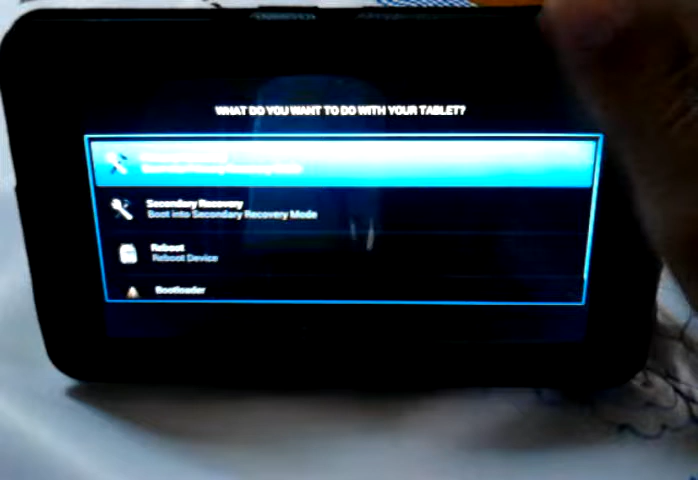 WHAT DO YOU WANT TO DO WITH YOUR TABLET?
Secondary Recovery
Boot into Secondary Recovery Mode
Reboot
Reboot Device
Bootloader